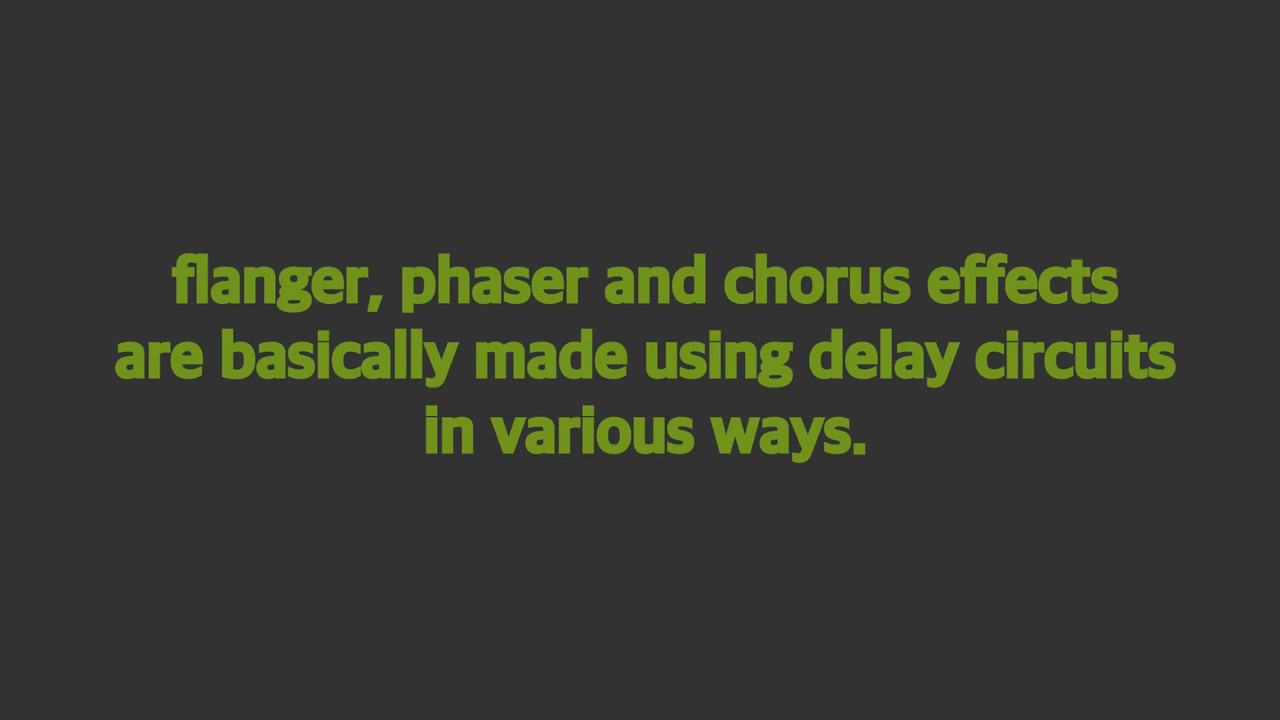 flanger, phaser and chorus effects
are basically made using delay circuits
in various ways.